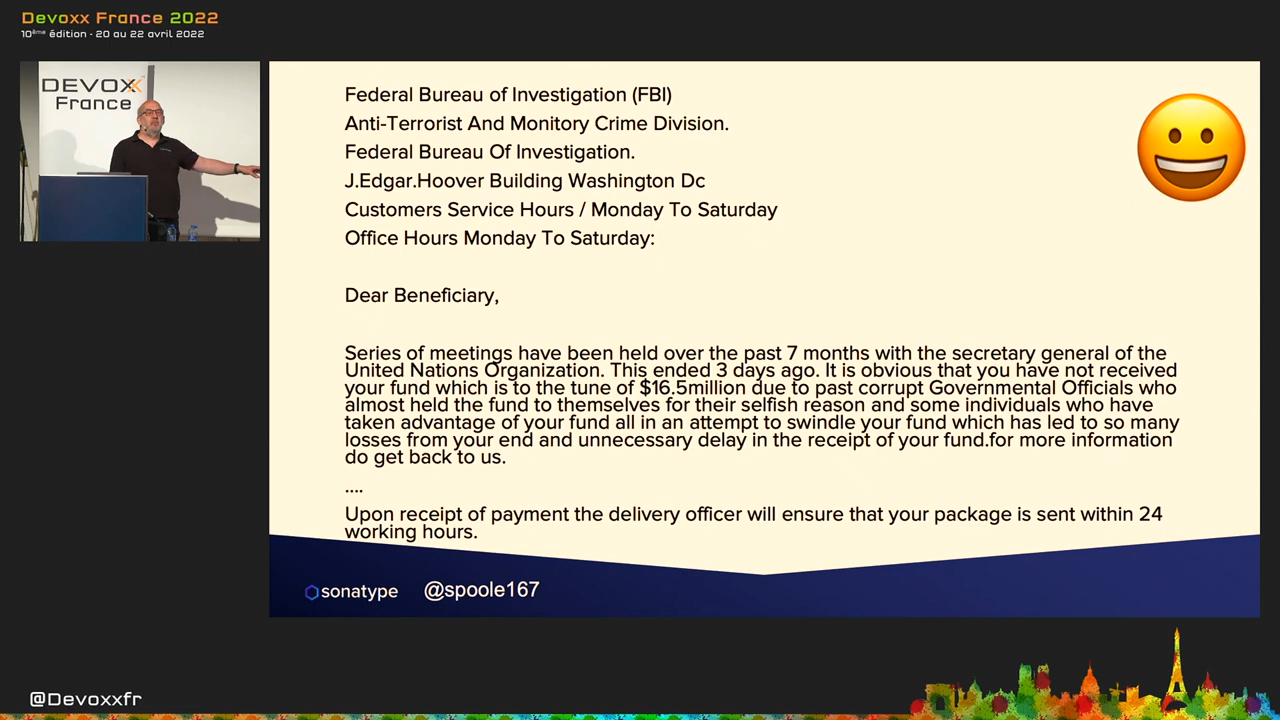 Devoxx France 2022
10ème édition - 20 au 22 avril 2022
DEVOXX
France
Federal Bureau of Investigation (FBI)
Anti-Terrorist And Monitory Crime Division.
Federal Bureau Of Investigation.
J.Edgar.Hoover Building Washington Dc
Customers Service Hours / Monday To Saturday
Office Hours Monday To Saturday:
Dear Beneficiary,
Series of meetings have been held over the past 7 months with the secretary general of the
United Nations Organization. This ended 3 days ago. It is obvious that you have not received
your fund which is to the tune of $16.5million due to past corrupt Governmental Officials who
almost held the fund to themselves for their selfish reason and some individuals who have
taken advantage of your fund all in an attempt to swindle your fund which has led to so many
losses from your end and unnecessary delay in the receipt of your fund.for more information
do get back to us.
....
Upon receipt of payment the delivery officer will ensure that your package is sent within 24
working hours.
sonatype @spoole167
@Devoxxfr